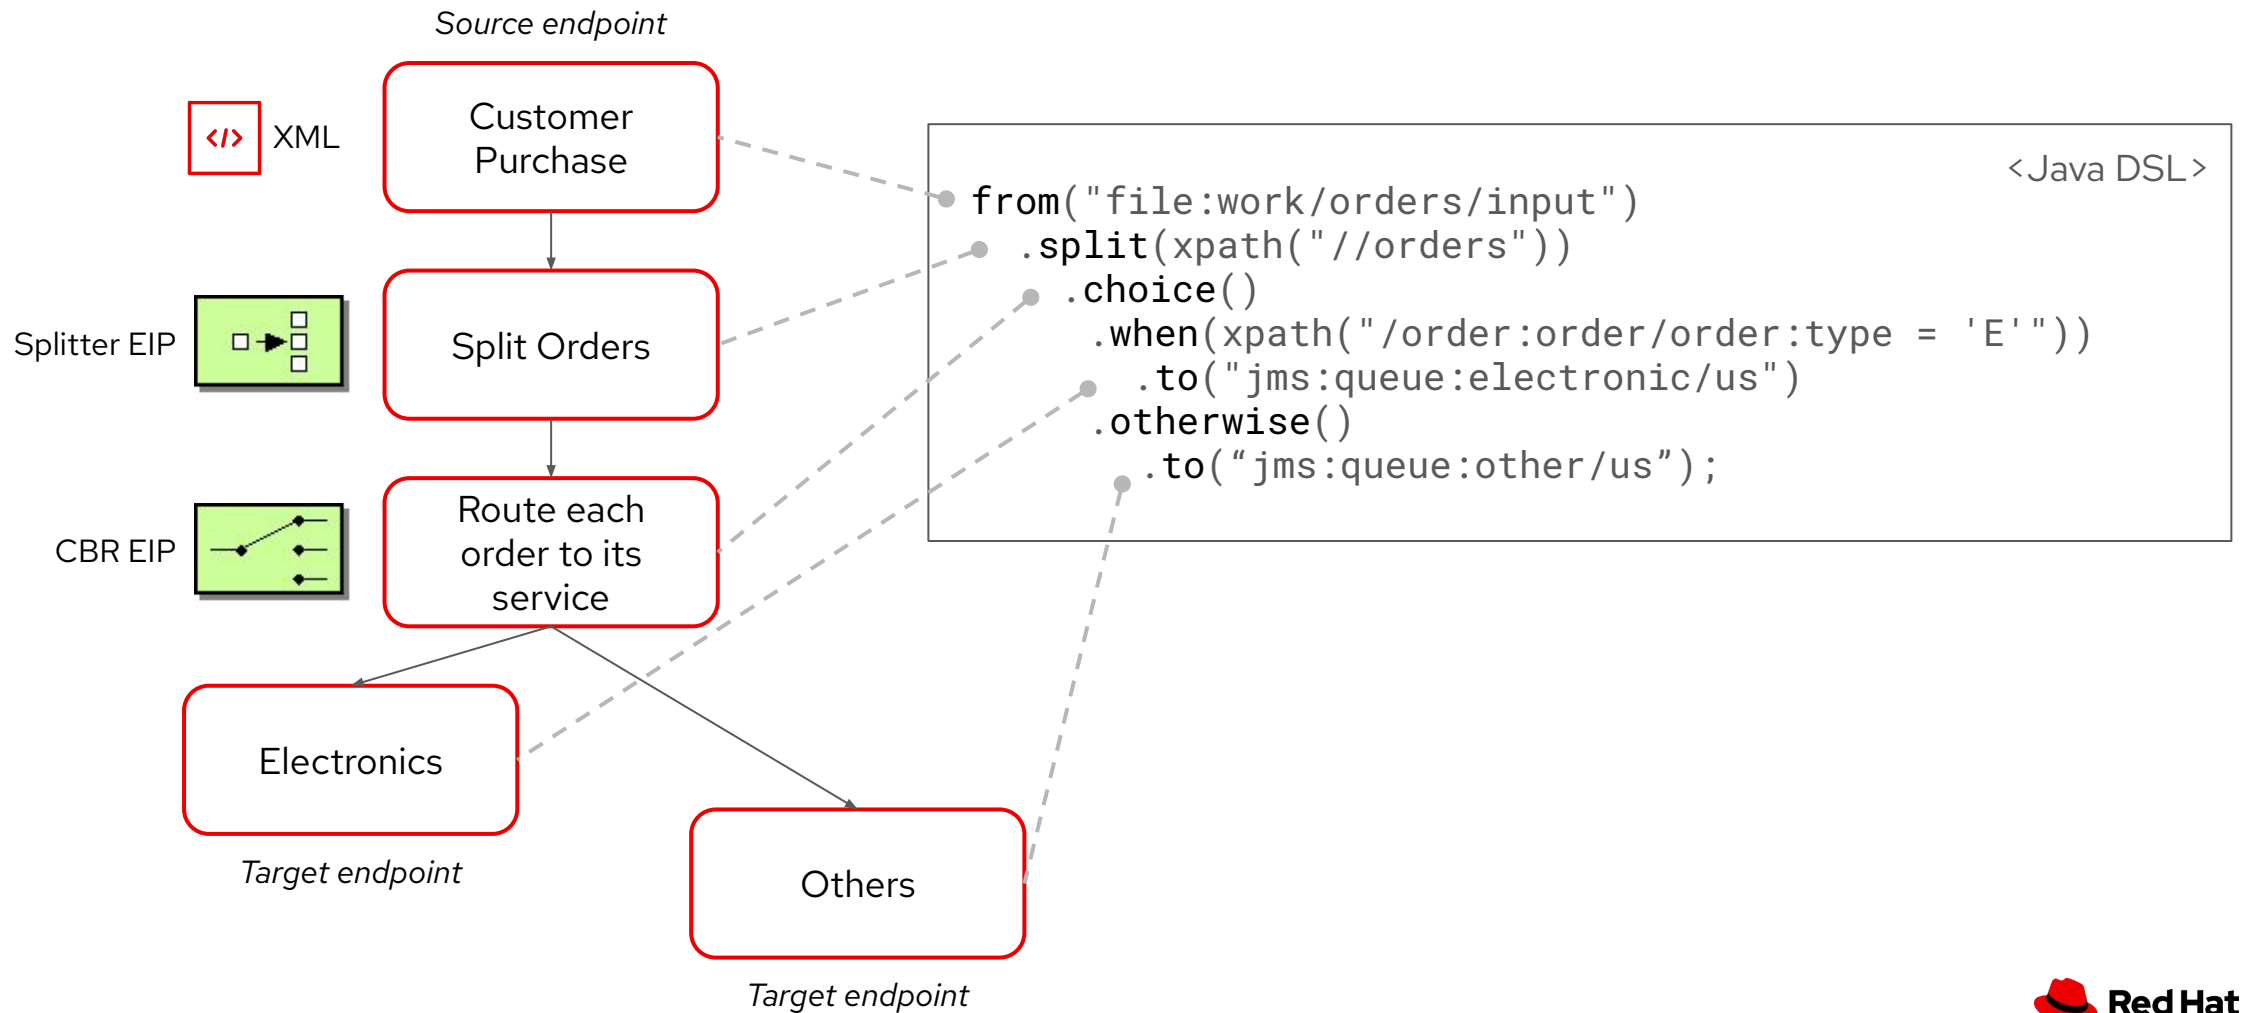 Source endpoint
XML
Customer
Purchase
Splitter EIP
Split Orders
CBR EIP
Route each
order to its
service
Electronics
Target endpoint
Others
Target endpoint
<Java DSL>
from("file:work/orders/input")
.split(xpath("//orders"))
.choice()
.when(xpath("/order:order/order:type = 'E'"))
.to("jms:queue:electronic/us")
.otherwise()
.to(“jms:queue:other/us”);
Red Hat